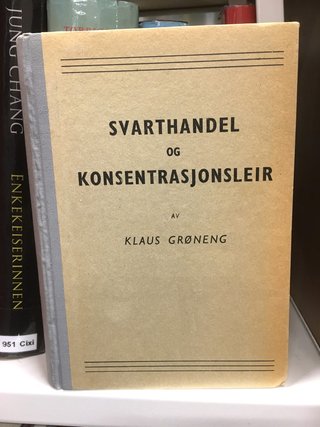 SVARTHANDEL
OG
KONSENTRASJONSLEIR
AV
KLAUS GRØNENG
JUNG CHANG
ENKEKEISERINNEN
951 Cixi